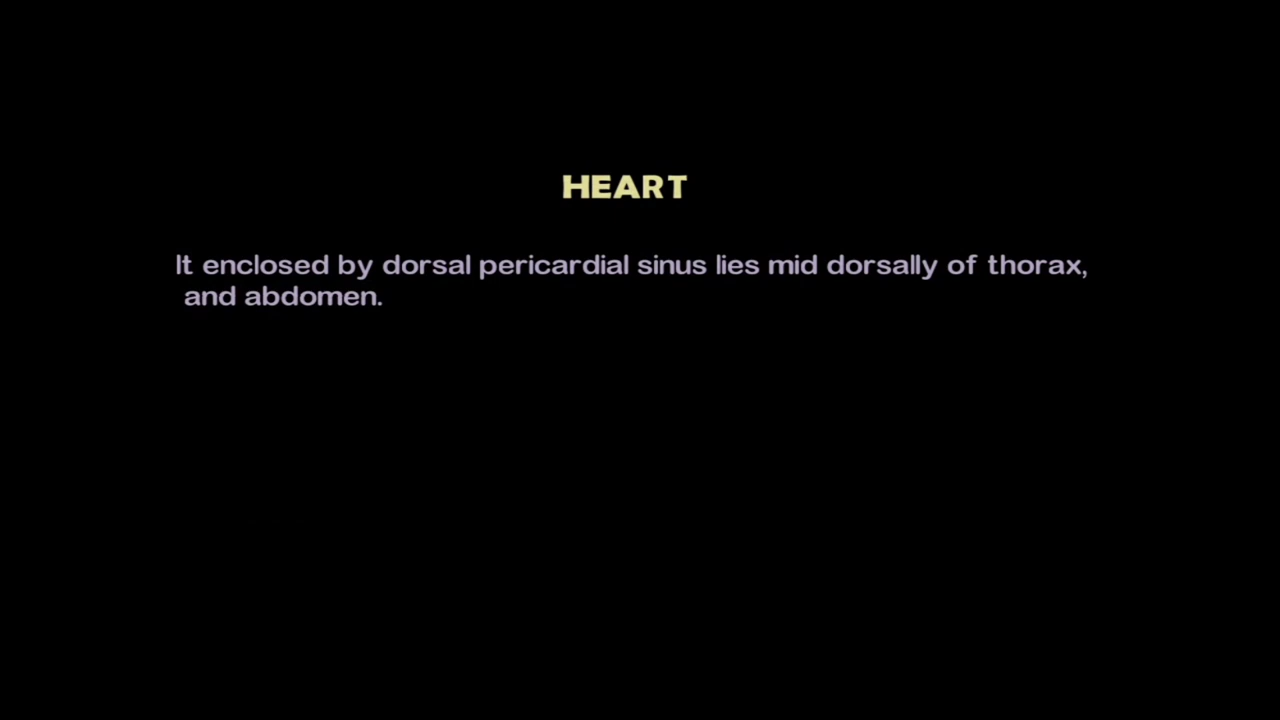 HEART
It enclosed by dorsal pericardial sinus lies mid dorsally of thorax,
and abdomen.